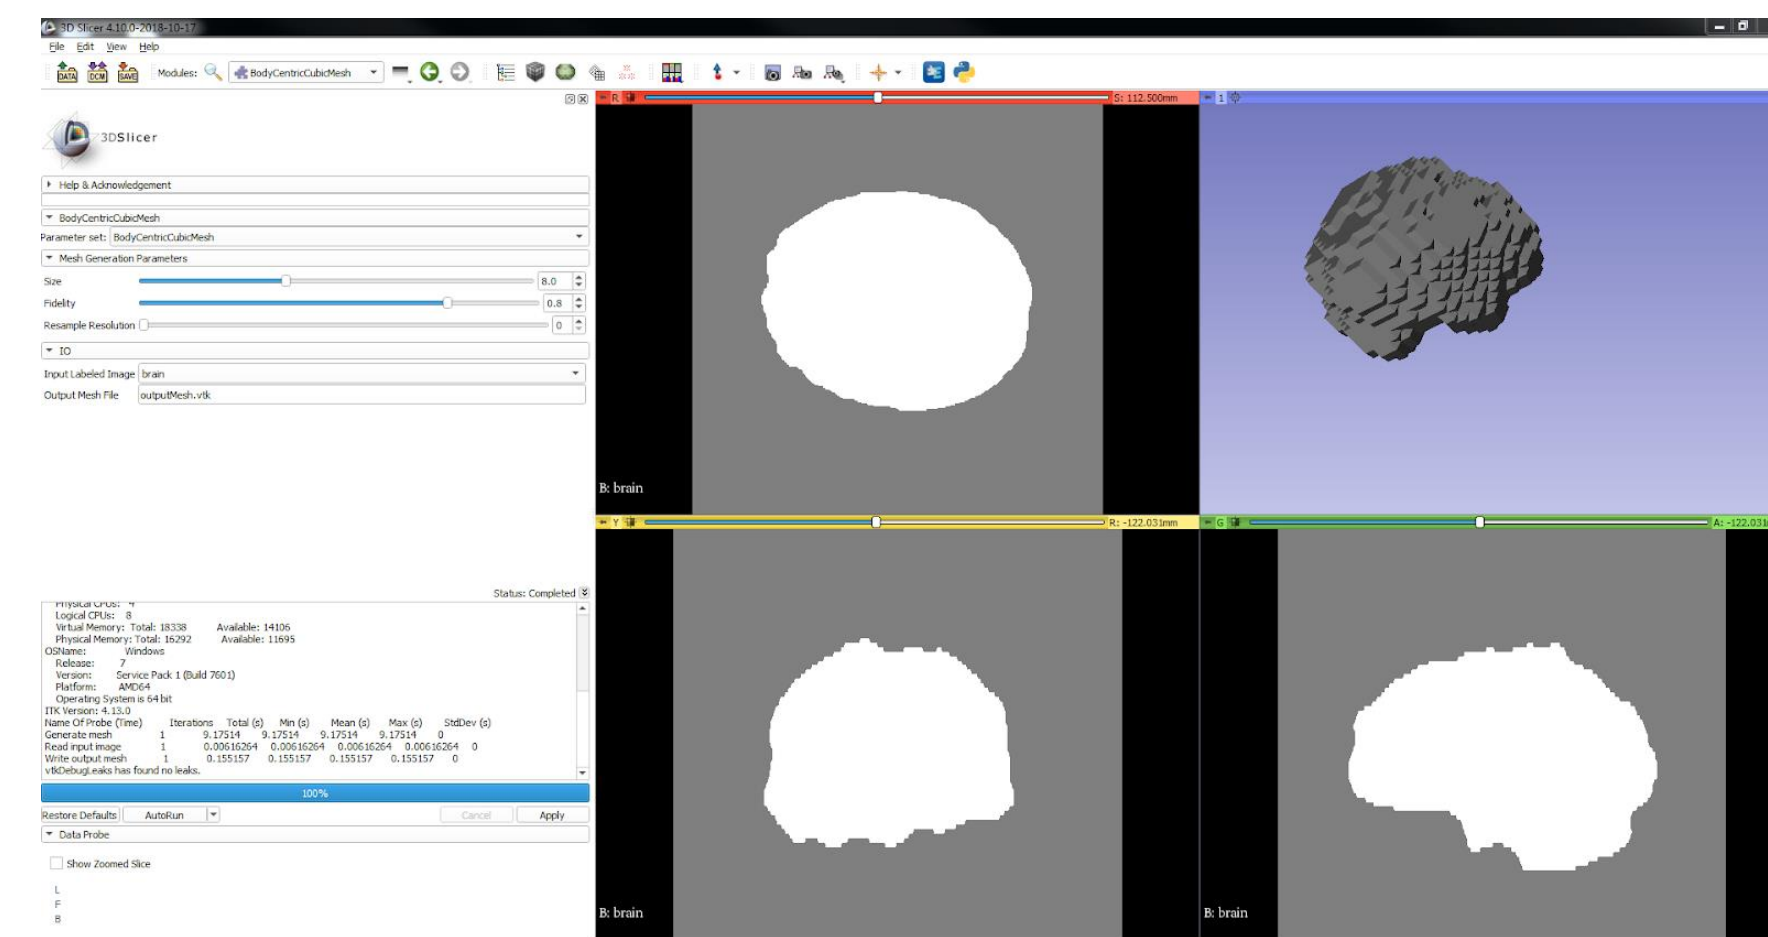 3D Slicer 4.10.0-2018-10-17
File Edit View Help
DATA DCM SAVE Modules: BodyCentricCubicMesh
R S: 112.500mm
1
3DSlicer
Help & Acknowledgement
BodyCentricCubicMesh
Parameter set: BodyCentricCubicMesh
Mesh Generation Parameters
Size 8.0
Fidelity 0.8
Resample Resolution 0
IO
Input Labeled Image brain
Output Mesh File outputMesh.vtk
B: brain
Y R: -122.031mm
G A: -122.031
Status: Completed
Physical CPUs: 4
Logical CPUs: 8
Virtual Memory: Total: 18338 Available: 14106
Physical Memory: Total: 16292 Available: 11695
OSName: Windows
Release: 7
Version: Service Pack 1 (Build 7601)
Platform: AMD64
Operating System is 64 bit
ITK Version: 4.13.0
Name Of Probe (Time) Iterations Total (s) Min (s) Mean (s) Max (s) StdDev (s)
Generate mesh 1 9.17514 9.17514 9.17514 9.17514 0
Read input image 1 0.00616264 0.00616264 0.00616264 0.00616264 0
Write output mesh 1 0.155157 0.155157 0.155157 0.155157 0
vtkDebugLeaks has found no leaks.
100%
Restore Defaults AutoRun Cancel Apply
Data Probe
Show Zoomed Slice
L
F
B
B: brain
B: brain